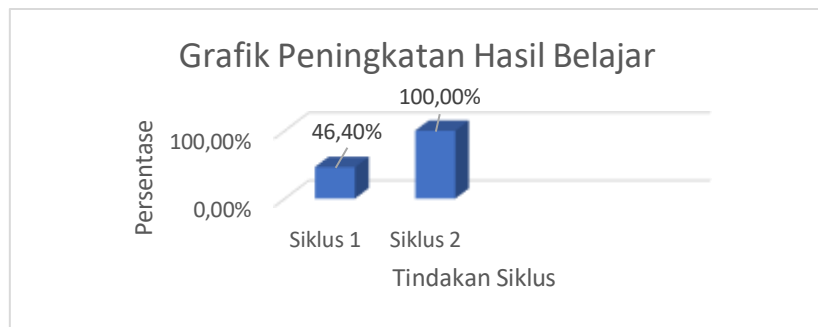 Grafik Peningkatan Hasil Belajar
100,00%
46,40%
100,00%
0,00%
Persentase
Siklus 1 Siklus 2
Tindakan Siklus